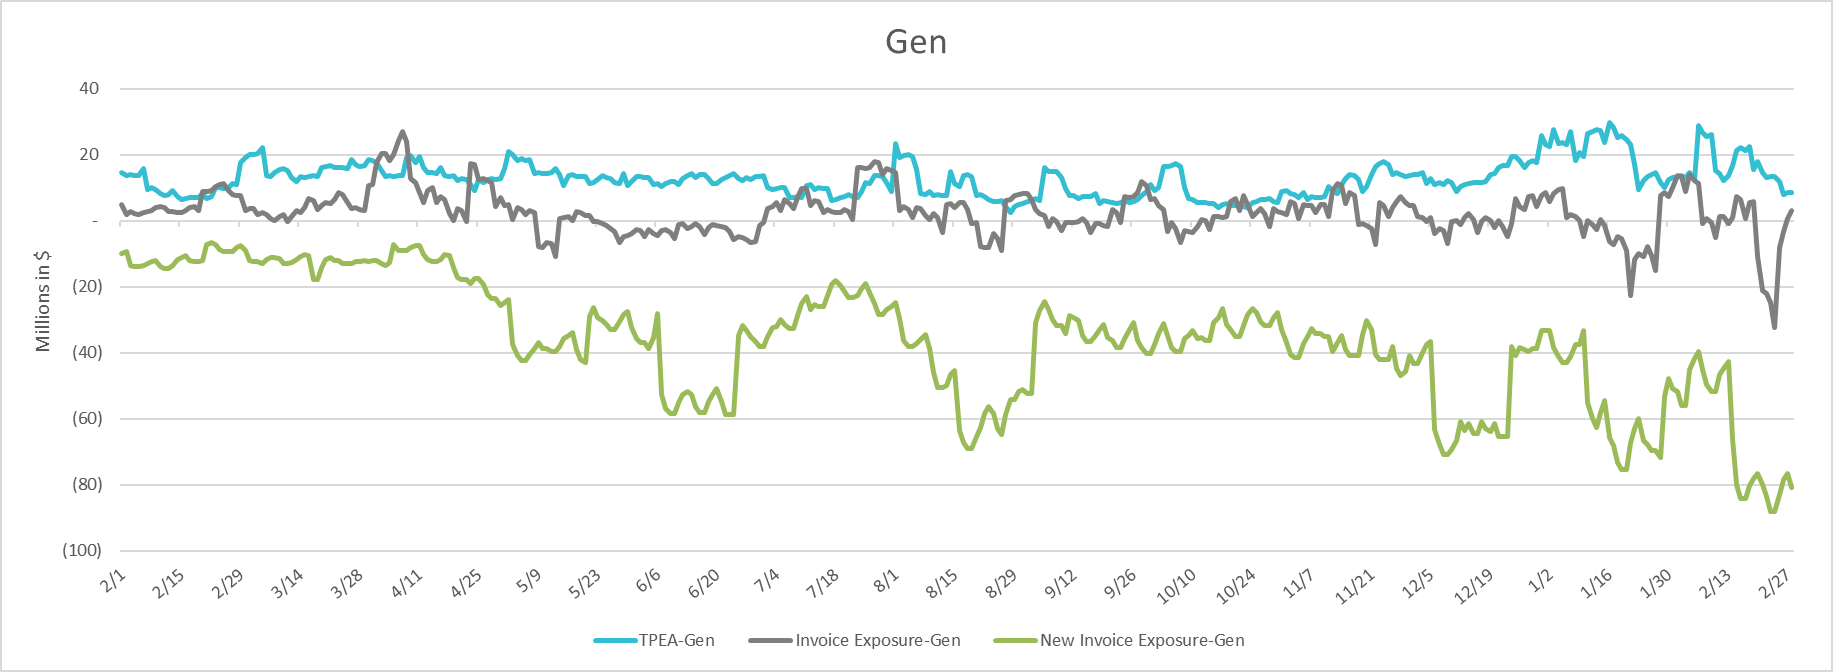 Gen
Millions in $
40
20
-
(20)
(40)
(60)
(80)
(100)
2/1 2/15 2/29 3/14 3/28 4/11 4/25 5/9 5/23 6/6 6/20 7/4 7/18 8/1 8/15 8/29 9/12 9/26 10/10 10/24 11/7 11/21 12/5 12/19 1/2 1/16 1/30 2/13 2/27
TPEA-Gen Invoice Exposure-Gen New Invoice Exposure-Gen